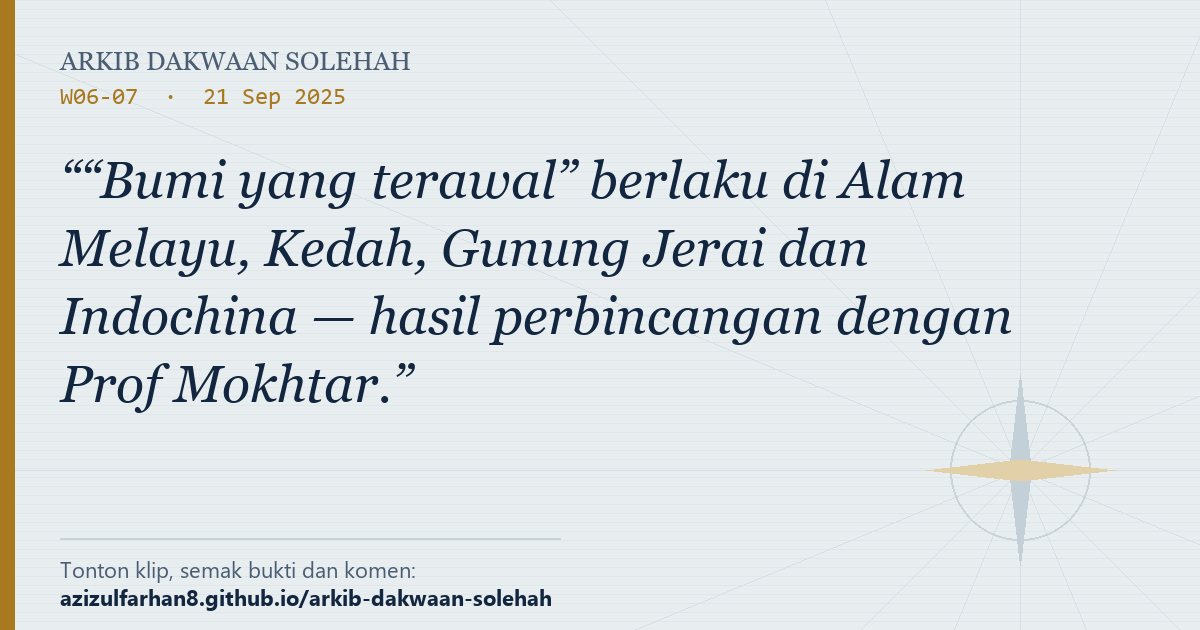 ARKIB DAKWAAN SOLEHAH
W06-07 · 21 Sep 2025
““Bumi yang terawal” berlaku di Alam
Melayu, Kedah, Gunung Jerai dan
Indochina — hasil perbincangan dengan
Prof Mokhtar.”
Tonton klip, semak bukti dan komen:
azizulfarhan8.github.io/arkib-dakwaan-solehah